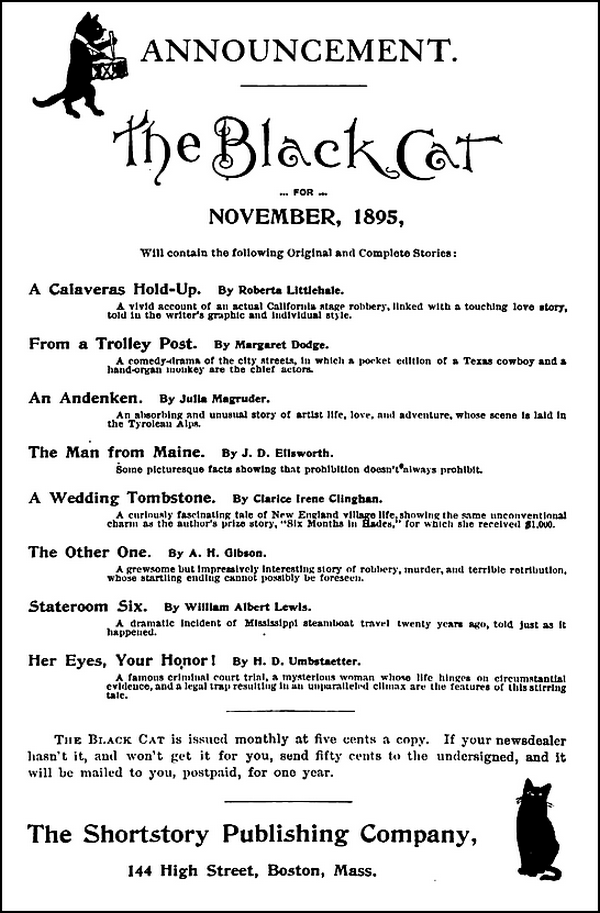 ANNOUNCEMENT.
The Black Cat
... FOR ...
NOVEMBER, 1895,
Will contain the following Original and Complete Stories:
A Calaveras Hold-Up. By Roberta Littlehale.
A vivid account of an actual California stage robbery, linked with a touching love story,
told in the writer's graphic and individual style.
From a Trolley Post. By Margaret Dodge.
A comedy-drama of the city streets, in which a pocket edition of a Texas cowboy and a
hand-organ monkey are the chief actors.
An Andenken. By Julia Magruder.
An absorbing and unusual story of artist life, love, and adventure, whose scene is laid in
the Tyrolean Alps.
The Man from Maine. By J. D. Ellsworth.
Some picturesque facts showing that prohibition doesn't always prohibit.
A Wedding Tombstone. By Clarice Irene Clinghan.
A curiously fascinating tale of New England village life, showing the same unconventional
charm as the author's prize story, "Six Months in Hades," for which she received $1,000.
The Other One. By A. H. Gibson.
A grewsome but impressively interesting story of robbery, murder, and terrible retribution,
whose startling ending cannot possibly be foreseen.
Stateroom Six. By William Albert Lewis.
A dramatic incident of Mississippi steamboat travel twenty years ago, told just as it
happened.
Her Eyes, Your Honor! By H. D. Umbstaetter.
A famous criminal court trial, a mysterious woman whose life hinges on circumstantial
evidence, and a legal trap resulting in an unparalleled climax are the features of this stirring
tale.
THE BLACK CAT is issued monthly at five cents a copy. If your newsdealer
hasn't it, and won't get it for you, send fifty cents to the undersigned, and it
will be mailed to you, postpaid, for one year.
The Shortstory Publishing Company,
144 High Street, Boston, Mass.